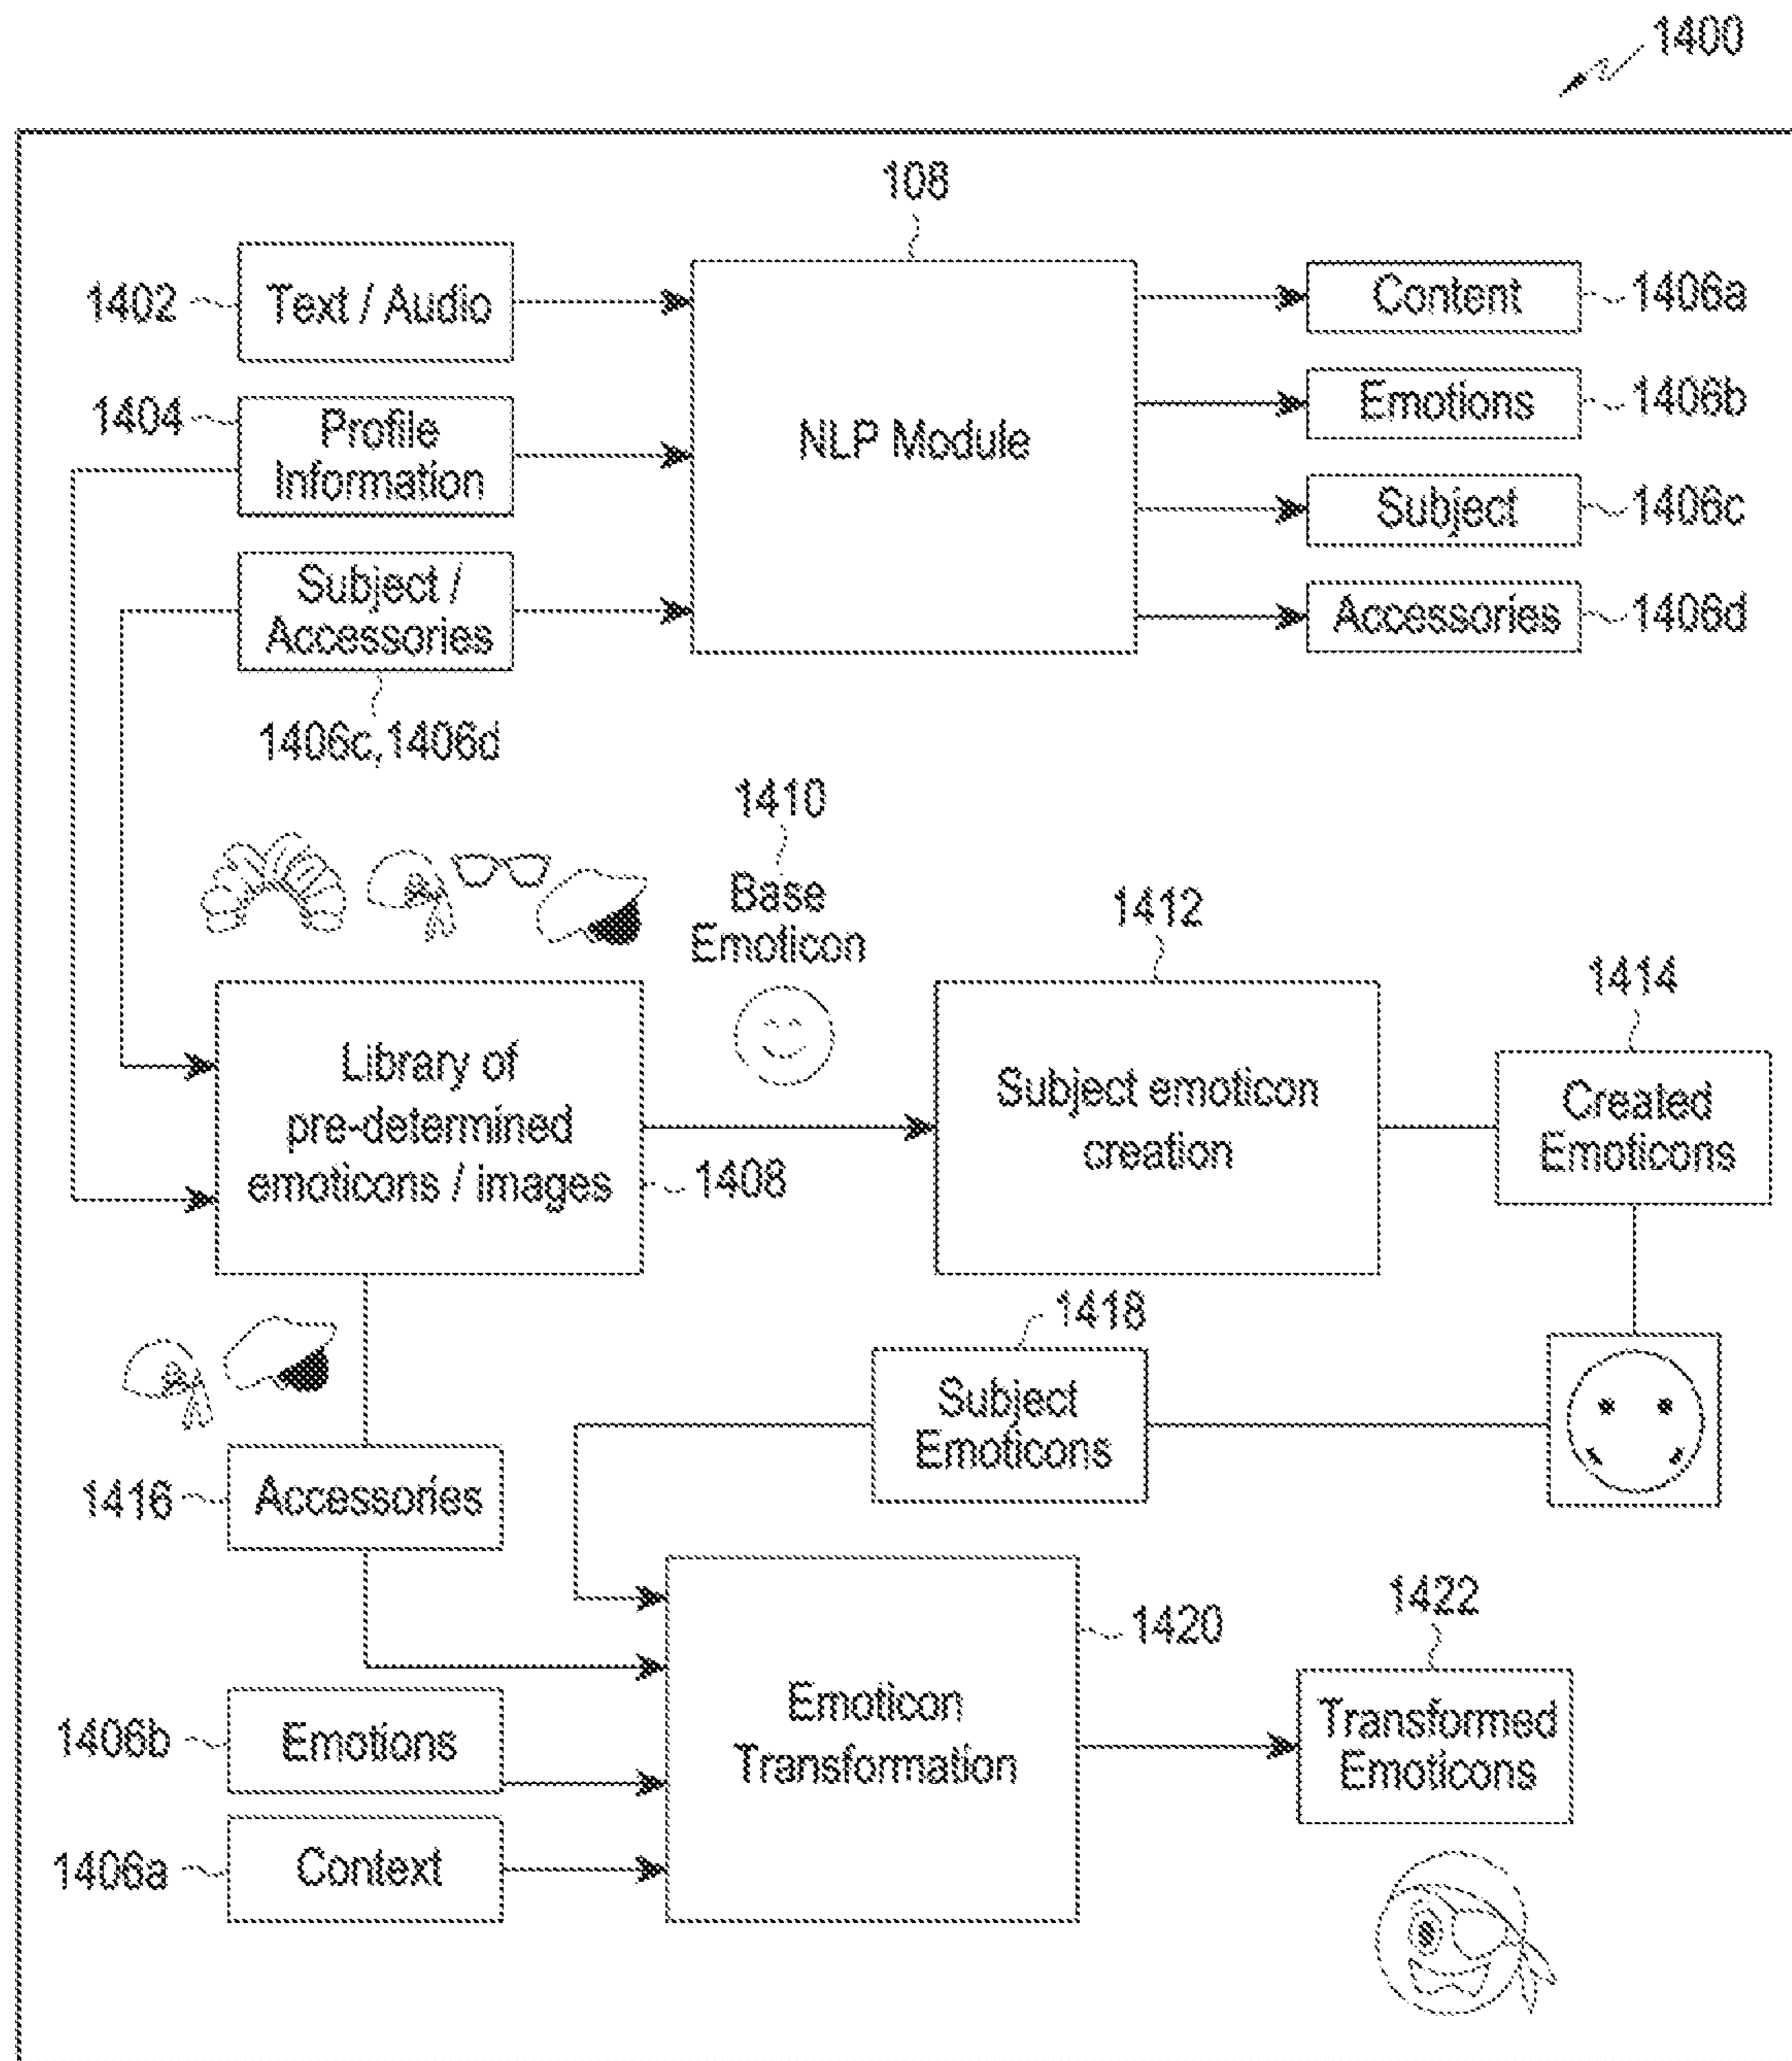 1400
108
1402
Text / Audio
Content
1406a
1404
Profile
Information
NLP Module
Emotions
1406b
Subject
1406c
Subject /
Accessories
Accessories
1406d
1406c,1406d
1410
Base
Emoticon
1412
1414
Library of
pre-determined
emoticons / images
1408
Subject emoticon
creation
Created
Emoticons
1418
Subject
Emoticons
1416
Accessories
1420
1422
Emoticon
Transformation
Transformed
Emoticons
1406b
Emotions
1406a
Context